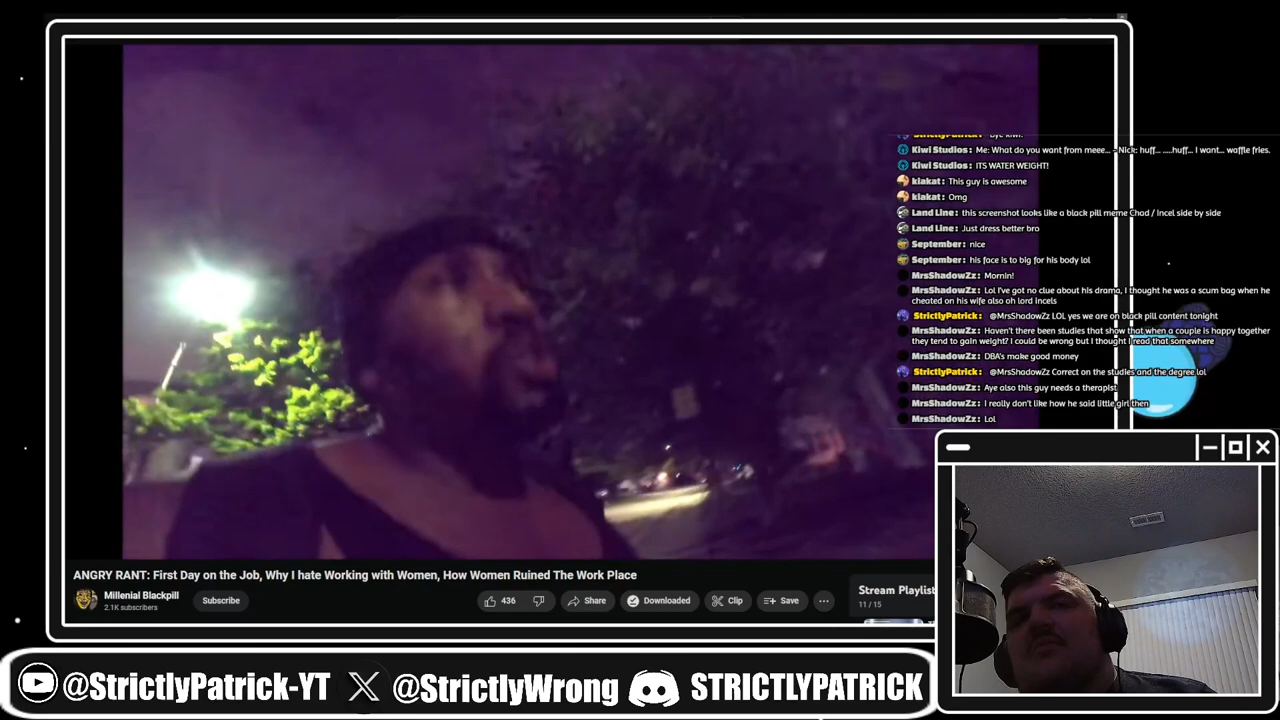 StrictlyPatrick: Bye kiwi!
Kiwi Studios: Me: What do you want from meee... - Nick: huff... .....huff... I want... waffle fries.
Kiwi Studios: ITS WATER WEIGHT!
kiakat: This guy is awesome
kiakat: Omg
Land Line: this screenshot looks like a black pill meme Chad / Incel side by side
Land Line: Just dress better bro
September: nice
September: his face is to big for his body lol
MrsShadowZz: Mornin!
MrsShadowZz: Lol I've got no clue about his drama, I thought he was a scum bag when he
cheated on his wife also oh lord incels
StrictlyPatrick: @MrsShadowZz LOL yes we are on black pill content tonight
MrsShadowZz: Haven't there been studies that show that when a couple is happy together
they tend to gain weight? I could be wrong but I thought I read that somewhere
MrsShadowZz: DBA's make good money
StrictlyPatrick: @MrsShadowZz Correct on the studies and the degree lol
MrsShadowZz: Aye also this guy needs a therapist
MrsShadowZz: I really don't like how he said little girl then
MrsShadowZz: Lol
ANGRY RANT: First Day on the Job, Why I hate Working with Women, How Women Ruined The Work Place
Millenial Blackpill
2.1K subscribers
Subscribe
436
Share
Downloaded
Clip
Save
Stream Playlist
11 / 15
@StrictlyPatrick-YT
@StrictlyWrong
STRICTLYPATRICK